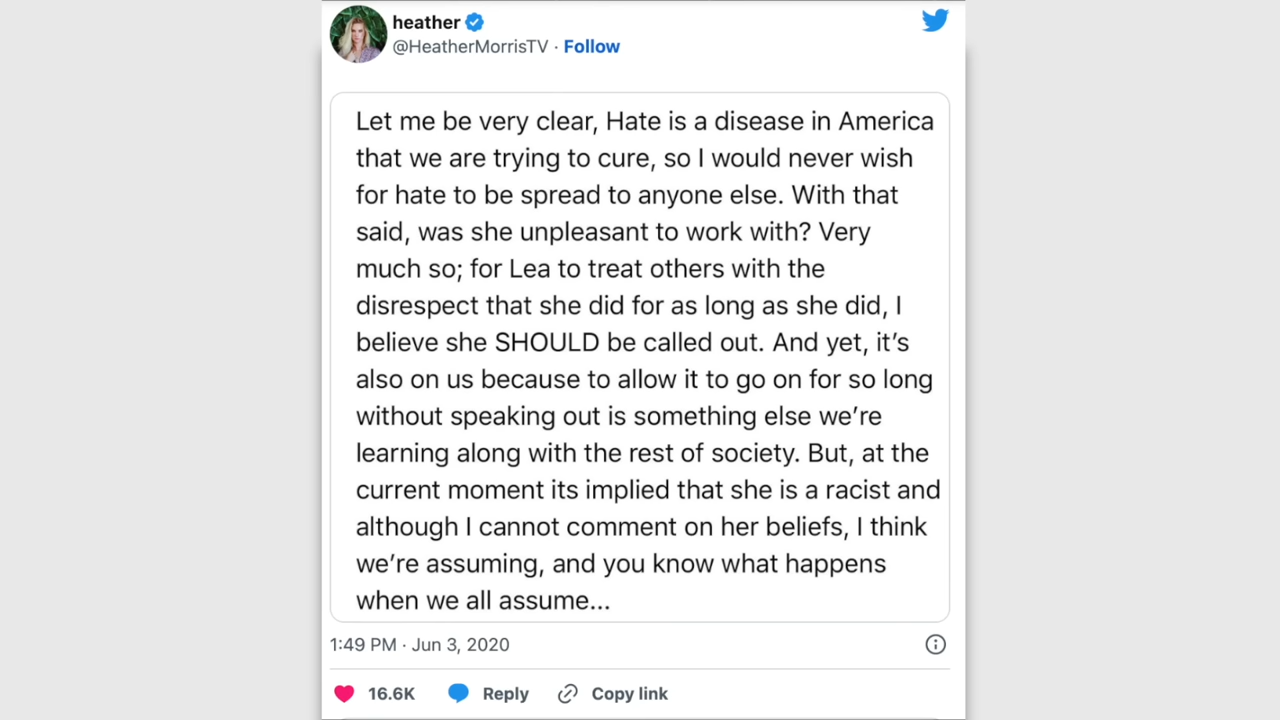 heather
@HeatherMorrisTV · Follow
Let me be very clear, Hate is a disease in America
that we are trying to cure, so I would never wish
for hate to be spread to anyone else. With that
said, was she unpleasant to work with? Very
much so; for Lea to treat others with the
disrespect that she did for as long as she did, I
believe she SHOULD be called out. And yet, it’s
also on us because to allow it to go on for so long
without speaking out is something else we’re
learning along with the rest of society. But, at the
current moment its implied that she is a racist and
although I cannot comment on her beliefs, I think
we’re assuming, and you know what happens
when we all assume...
1:49 PM · Jun 3, 2020
16.6K Reply Copy link